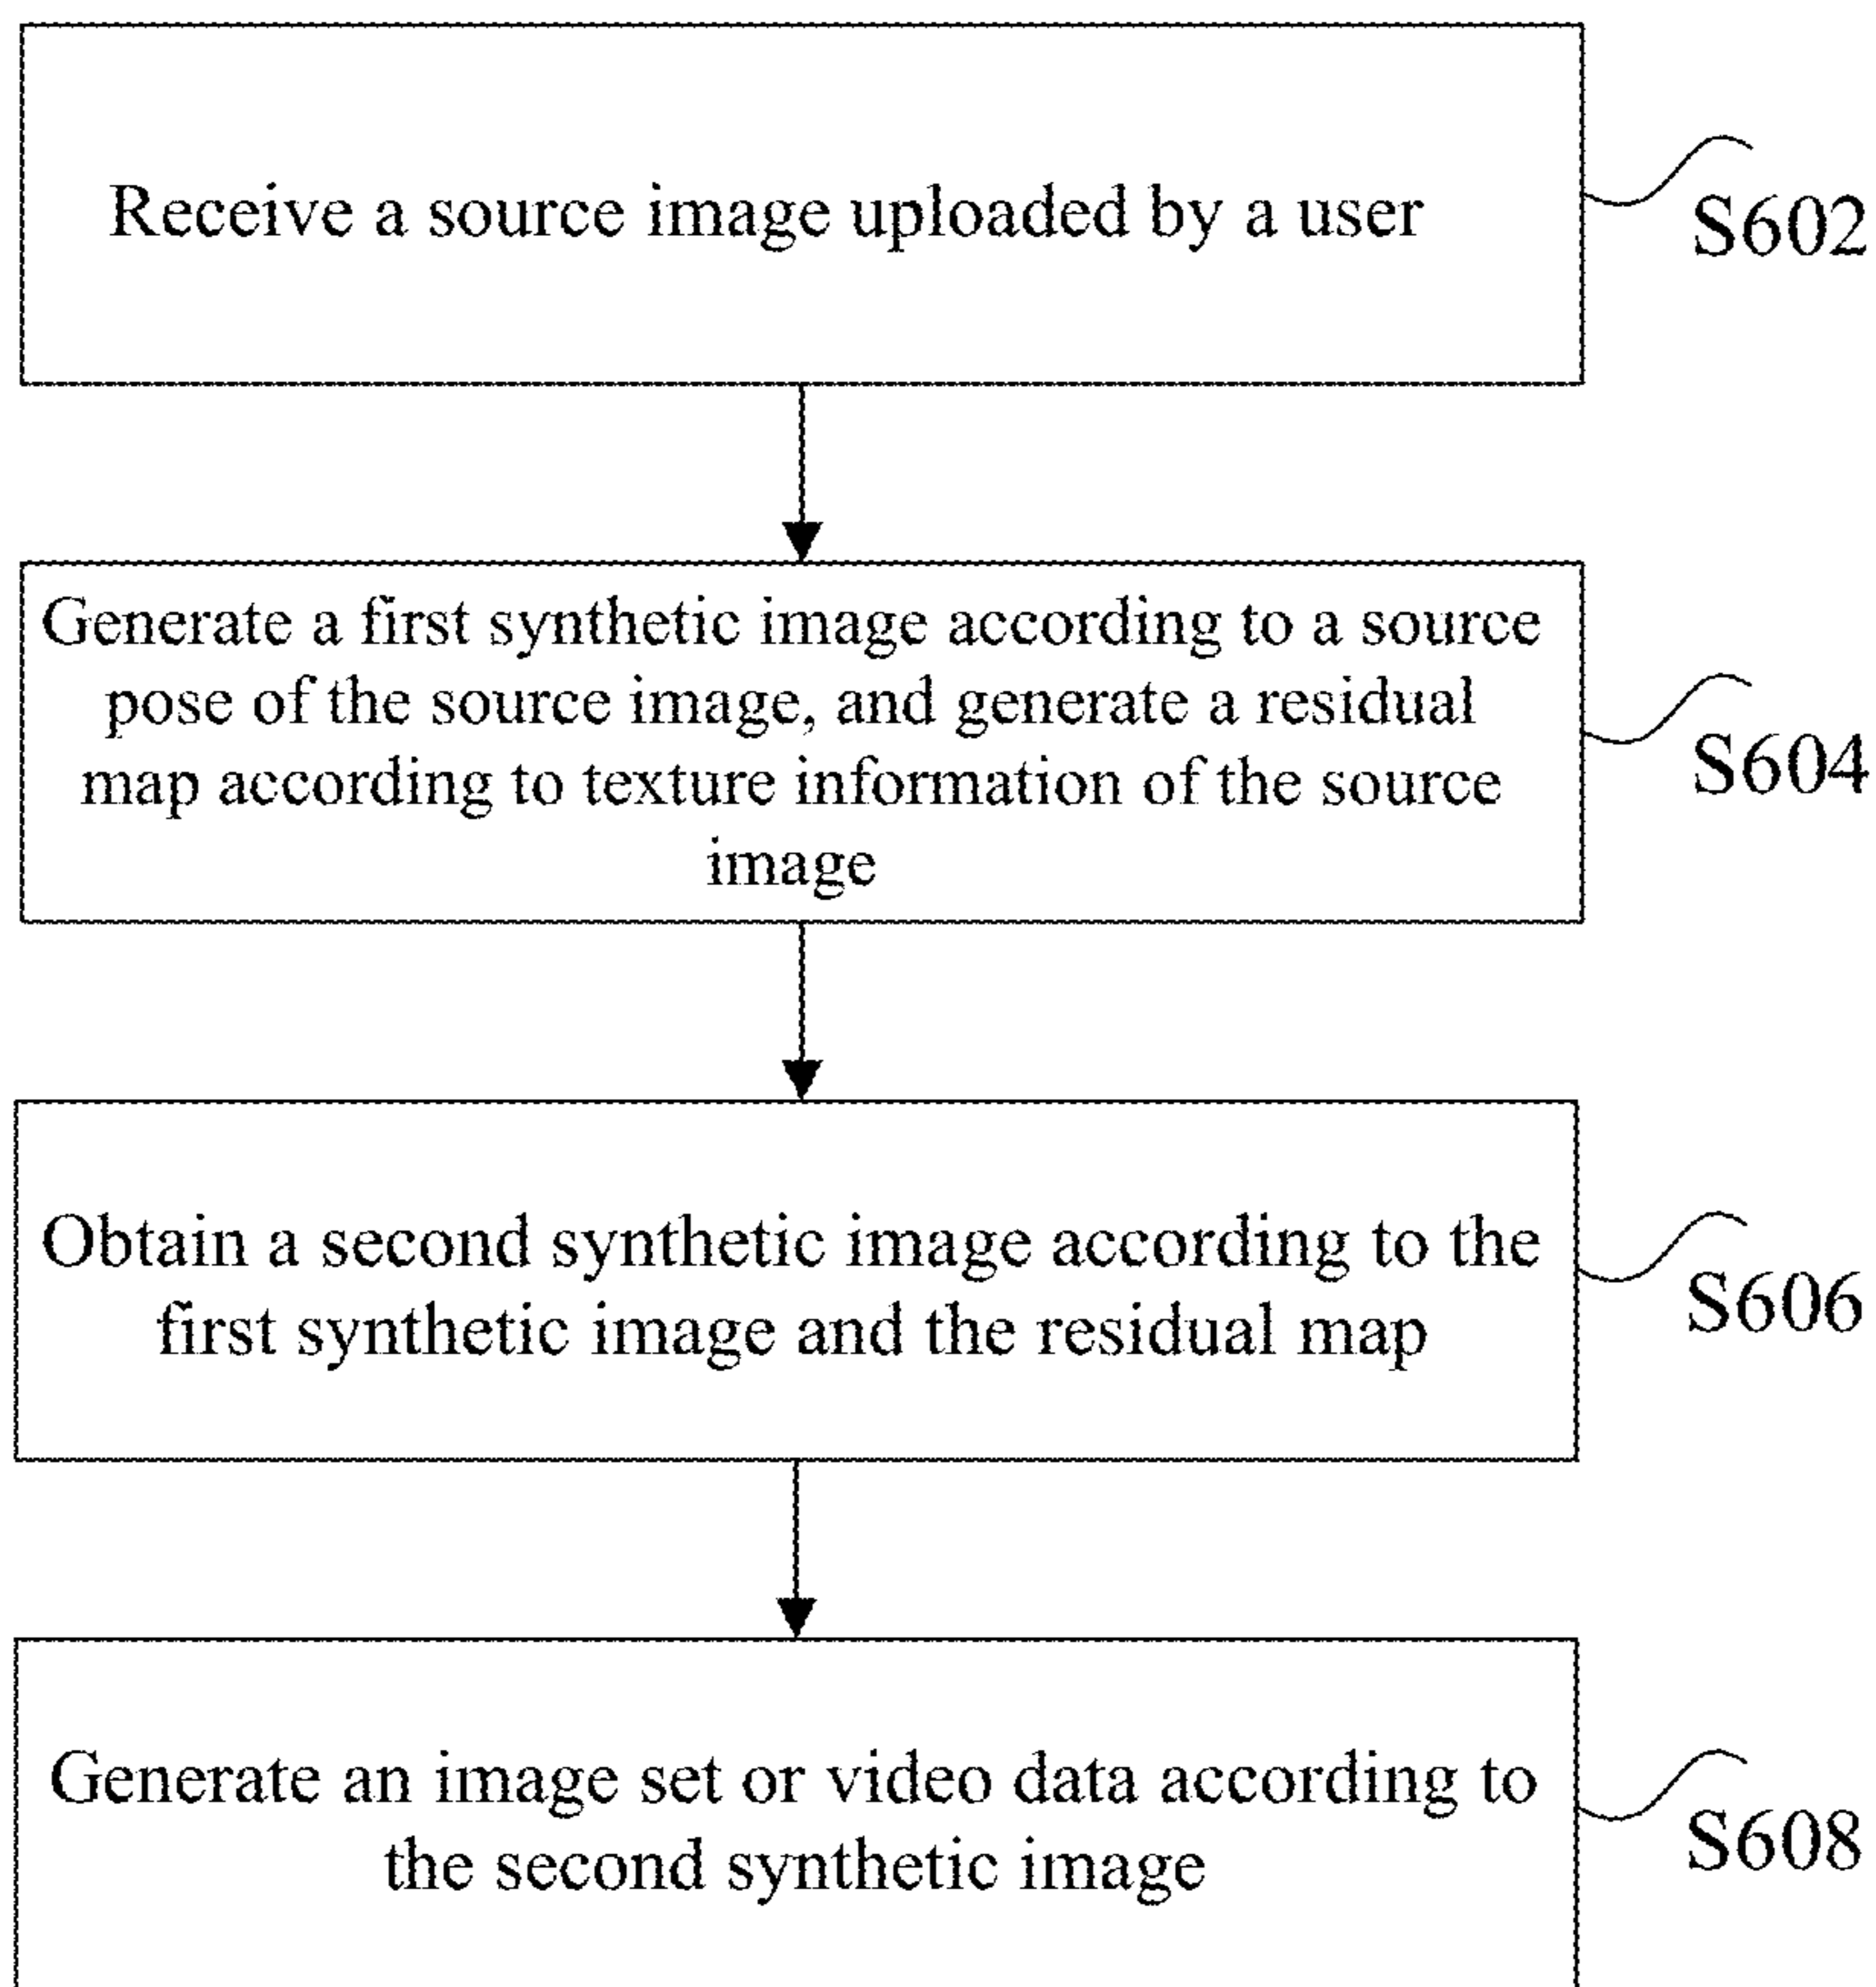 Receive a source image uploaded by a user
S602
Generate a first synthetic image according to a source
pose of the source image, and generate a residual
map according to texture information of the source
image
S604
Obtain a second synthetic image according to the
first synthetic image and the residual map
S606
Generate an image set or video data according to
the second synthetic image
S608